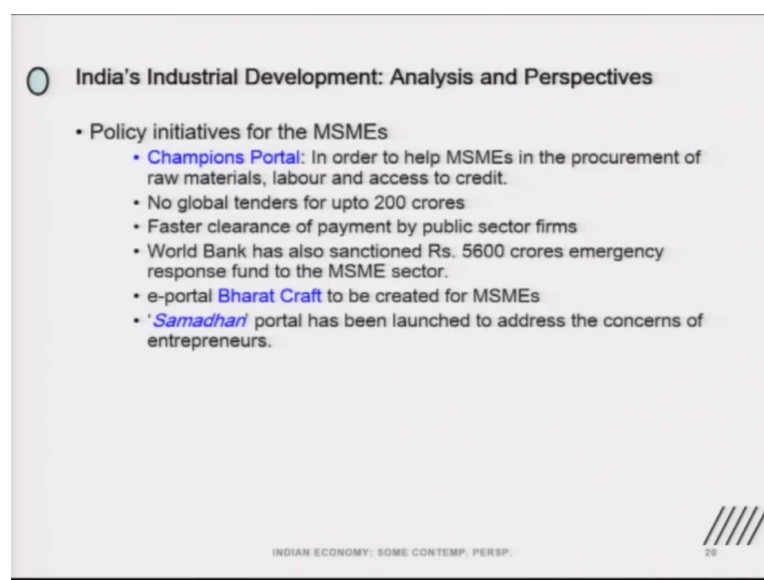 India's Industrial Development: Analysis and Perspectives
• Policy initiatives for the MSMEs
• Champions Portal: In order to help MSMEs in the procurement of
raw materials, labour and access to credit.
• No global tenders for upto 200 crores
• Faster clearance of payment by public sector firms
• World Bank has also sanctioned Rs. 5600 crores emergency
response fund to the MSME sector.
• e-portal Bharat Craft to be created for MSMEs
• 'Samadhan' portal has been launched to address the concerns of
entrepreneurs.
INDIAN ECONOMY: SOME CONTEMP. PERSP.
28